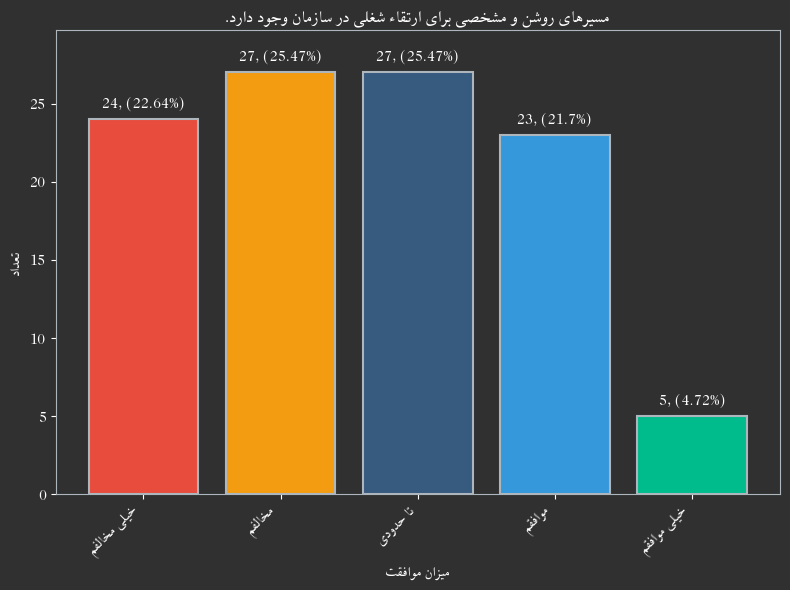 مسیرهای روشن و مشخصی برای ارتقاء شغلی در سازمان وجود دارد.
24, (22.64%)
27, (25.47%)
27, (25.47%)
23, (21.7%)
5, (4.72%)
تعداد
25
20
15
10
5
0
خیلی مخالفم
مخالفم
تا حدودی
موافقم
خیلی موافقم
میزان موافقت